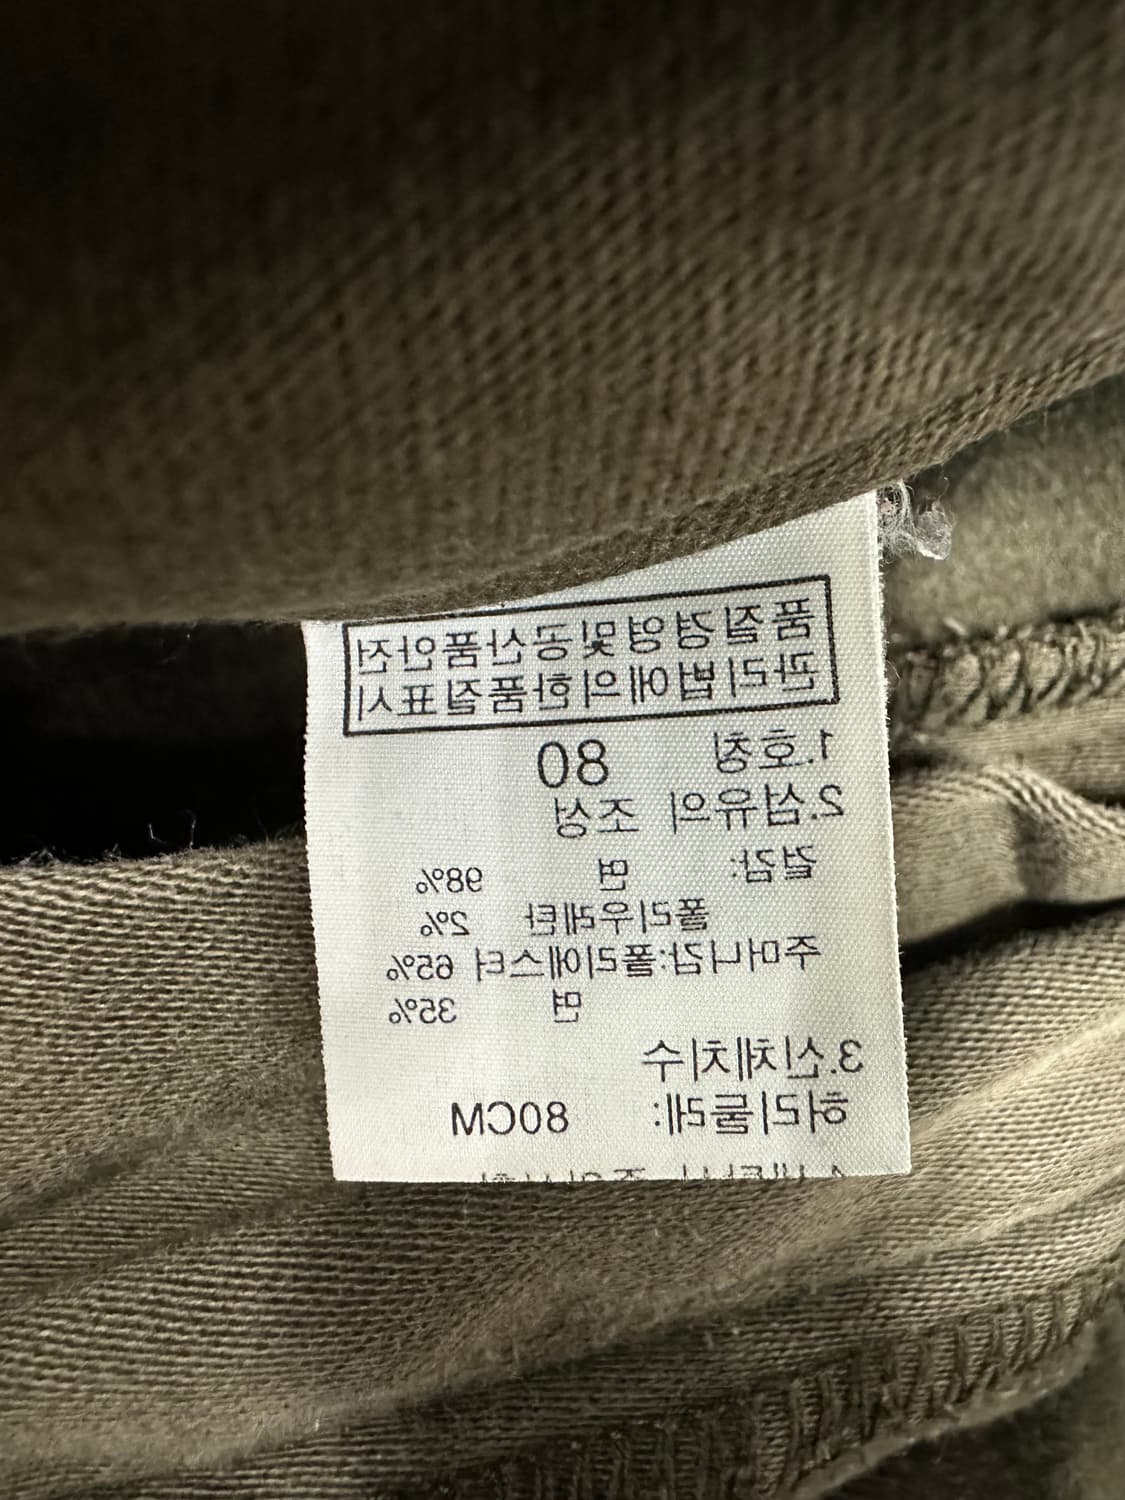 품질경영및공산품안전
관리법에의한품질표시
1.호칭 80
2.섬유의 조성
겉감: 면 98%
폴리우레탄 2%
주머니감:폴리에스터 65%
면 35%
3.신체치수
허리둘레: 80CM